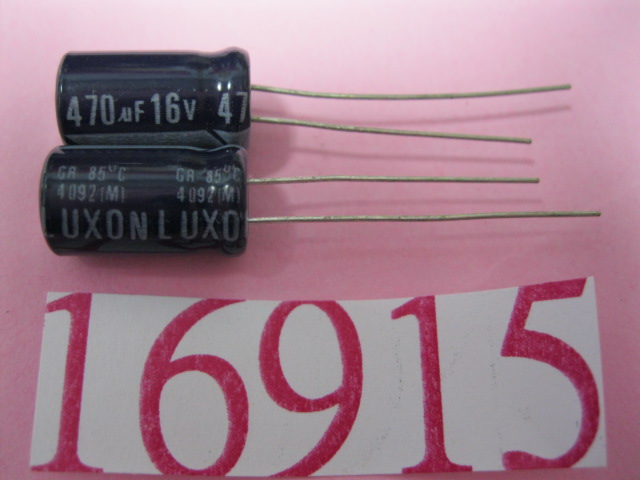 470µF 16V 47
GR 85°C GR 85°C
4092(M) 4092(M)
LUXON LUXO
16915